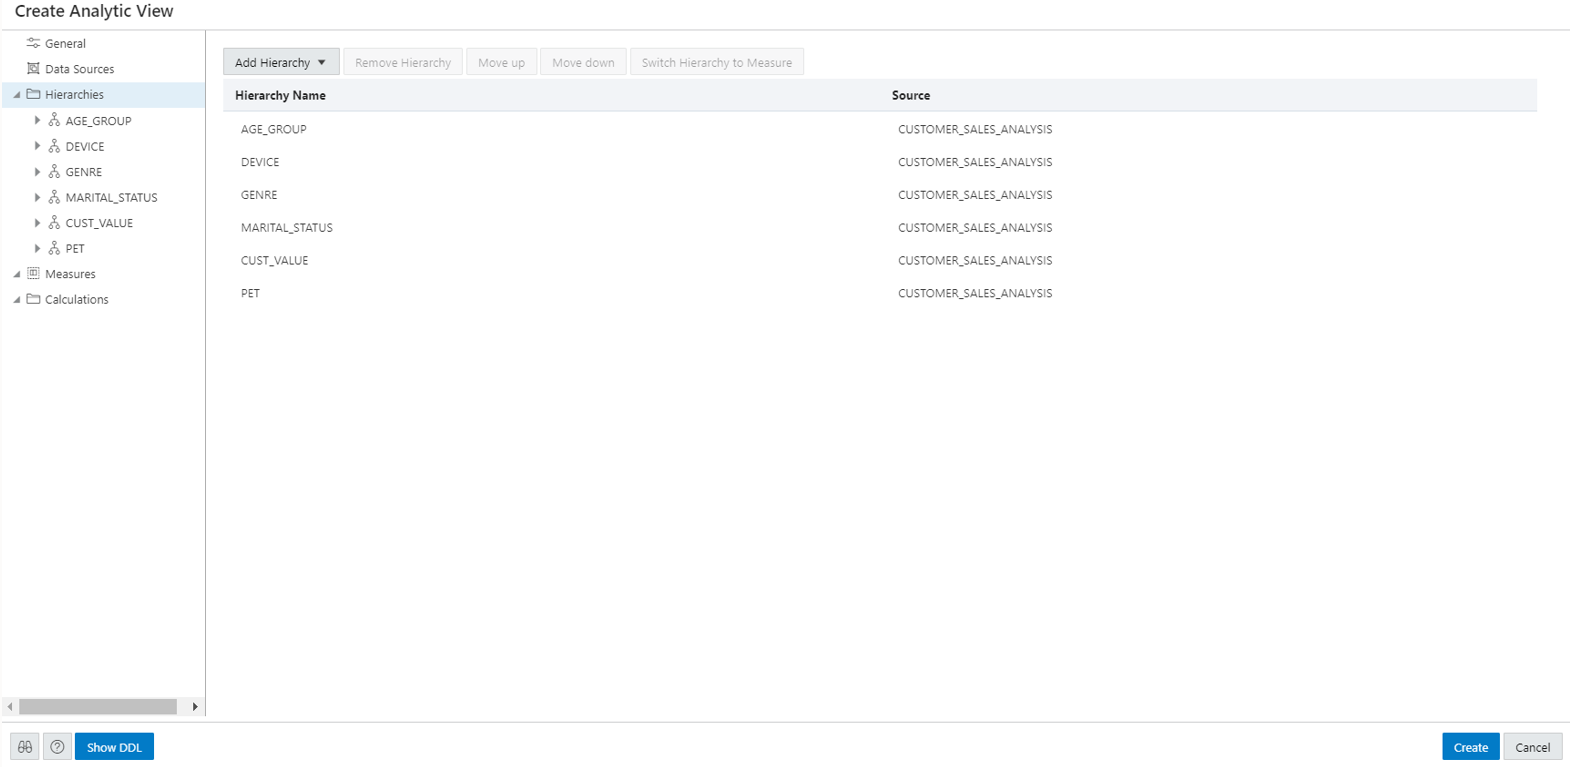 Create Analytic View
General
Data Sources
Hierarchies
AGE_GROUP
DEVICE
GENRE
MARITAL_STATUS
CUST_VALUE
PET
Measures
Calculations
Add Hierarchy Remove Hierarchy Move up Move down Switch Hierarchy to Measure
Hierarchy Name Source
AGE_GROUP CUSTOMER_SALES_ANALYSIS
DEVICE CUSTOMER_SALES_ANALYSIS
GENRE CUSTOMER_SALES_ANALYSIS
MARITAL_STATUS CUSTOMER_SALES_ANALYSIS
CUST_VALUE CUSTOMER_SALES_ANALYSIS
PET CUSTOMER_SALES_ANALYSIS
Show DDL Create Cancel